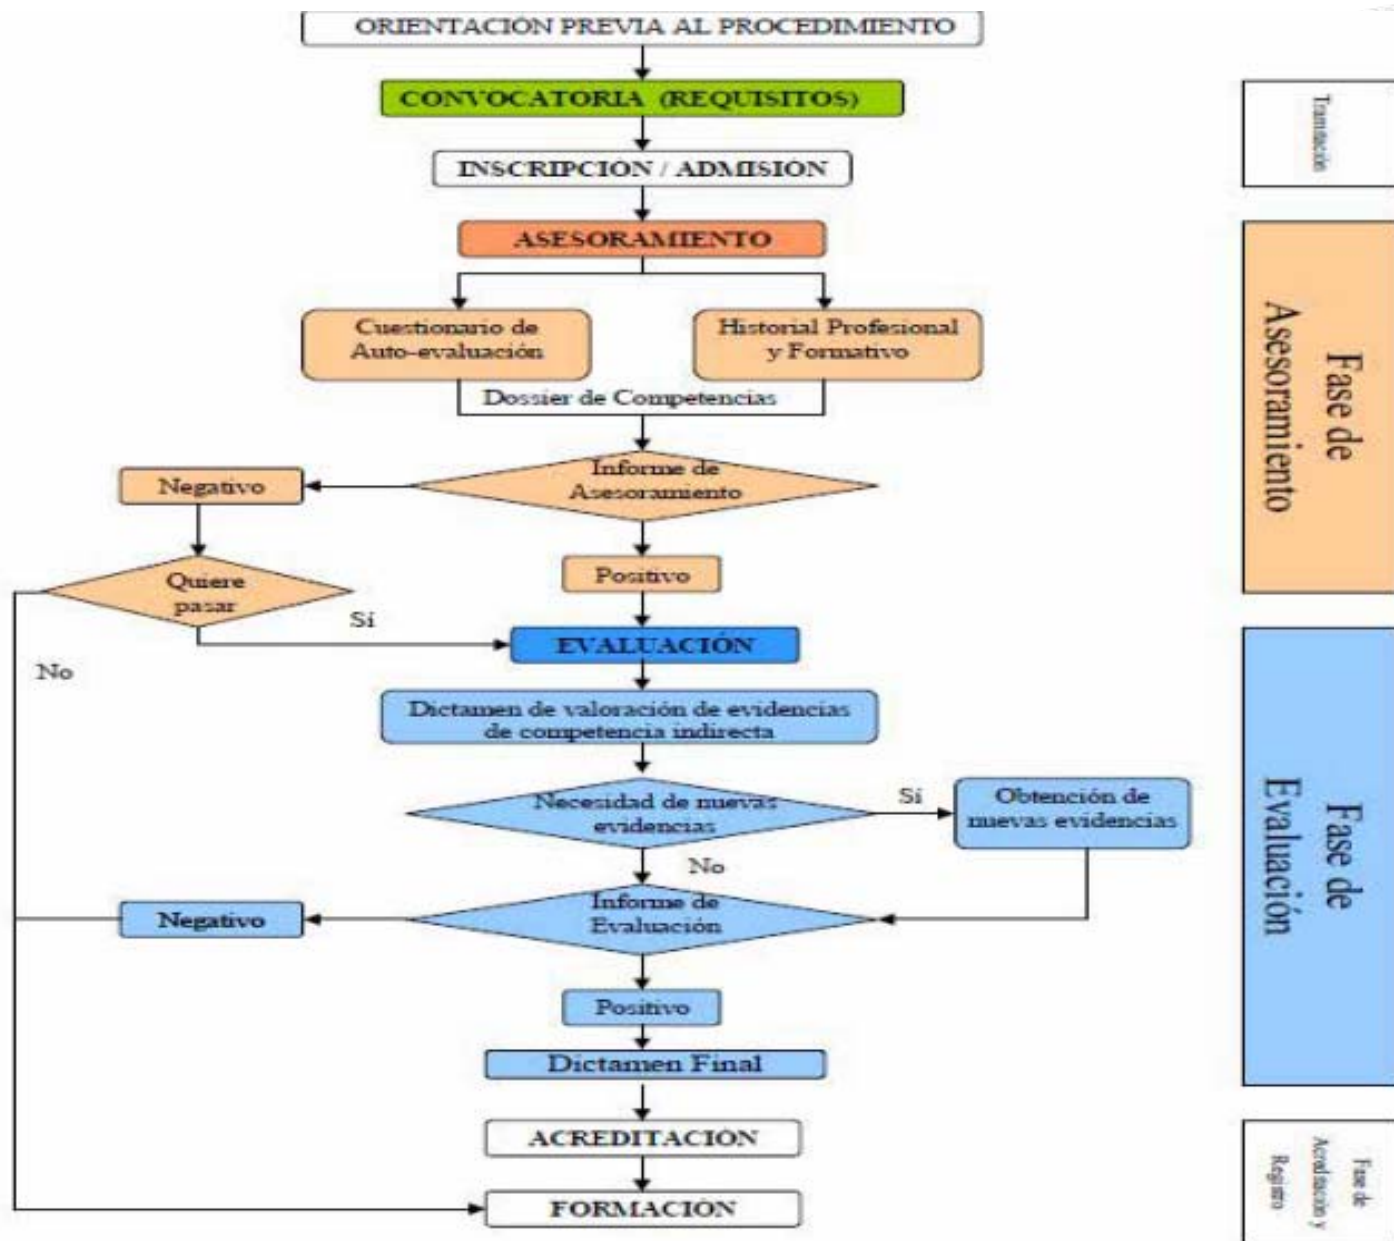 ORIENTACIÓN PREVIA AL PROCEDIMIENTO
CONVOCATORIA (REQUISITOS)
INSCRIPCIÓN / ADMISIÓN
Tramitación
ASESORAMIENTO
Cuestionario de
Auto-evaluación
Historial Profesional
y Formativo
Dossier de Competencias
Informe de
Asesoramiento
Negativo
Positivo
Quiere
pasar
Sí
No
Fase de
Asesoramiento
EVALUACIÓN
Dictamen de valoración de evidencias
de competencia indirecta
Necesidad de nuevas
evidencias
Sí
Obtención de
nuevas evidencias
No
Informe de
Evaluación
Negativo
Positivo
Dictamen Final
Fase de
Evaluación
ACREDITACIÓN
FORMACIÓN
Fase de
Acreditación y
Registro